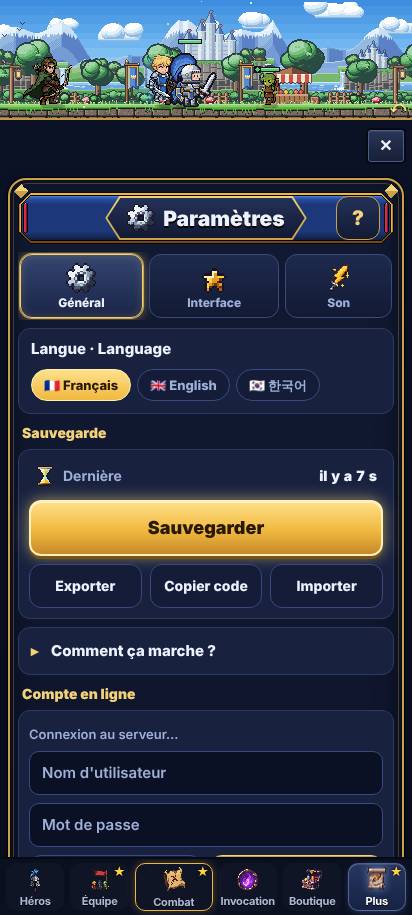 ✕
Paramètres
?
Général
Interface
Son
Langue · Language
Français
English
한국어
Sauvegarde
Dernière
il y a 7 s
Sauvegarder
Exporter
Copier code
Importer
► Comment ça marche ?
Compte en ligne
Connexion au serveur...
Nom d'utilisateur
Mot de passe
Héros
Équipe
Combat
Invocation
Boutique
Plus